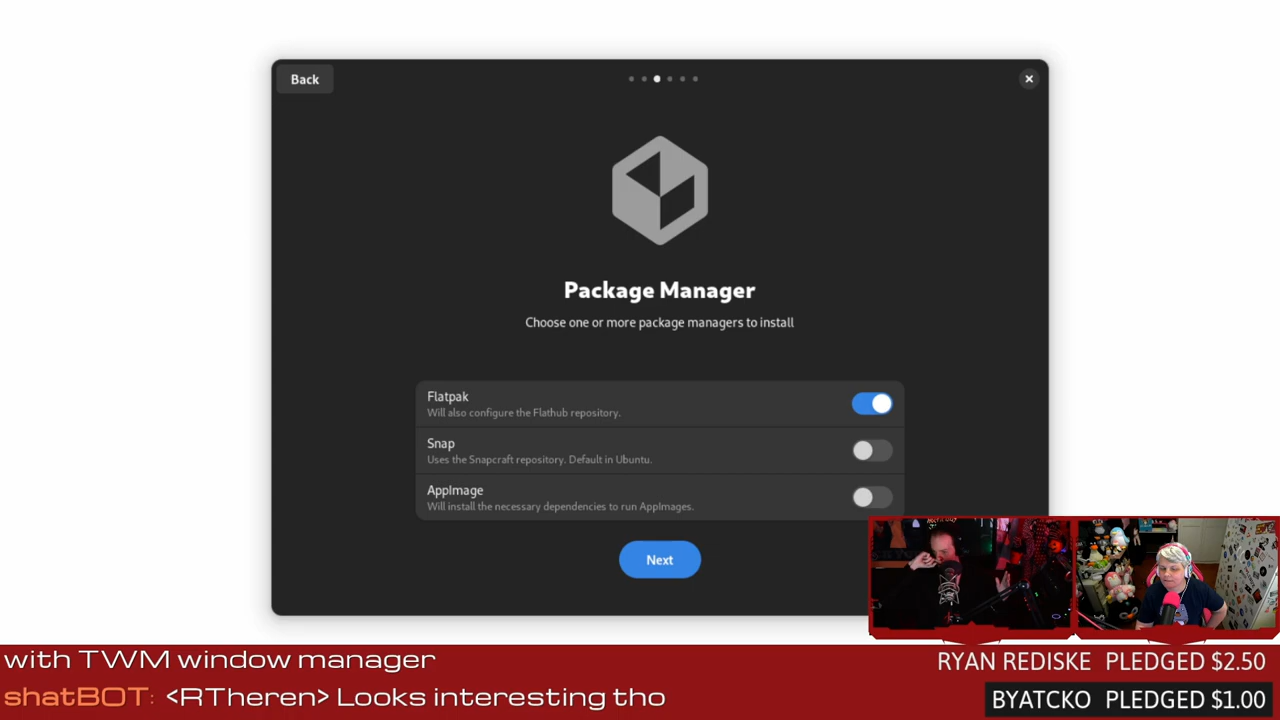 Back
Package Manager
Choose one or more package managers to install
Flatpak
Will also configure the Flathub repository.
Snap
Uses the Snapcraft repository. Default in Ubuntu.
AppImage
Will install the necessary dependencies to run AppImages.
Next
with TWM window manager
RYAN REDISKE PLEDGED $2.50
shatBOT: <RTheren> Looks interesting tho
BYATCKO PLEDGED $1.00